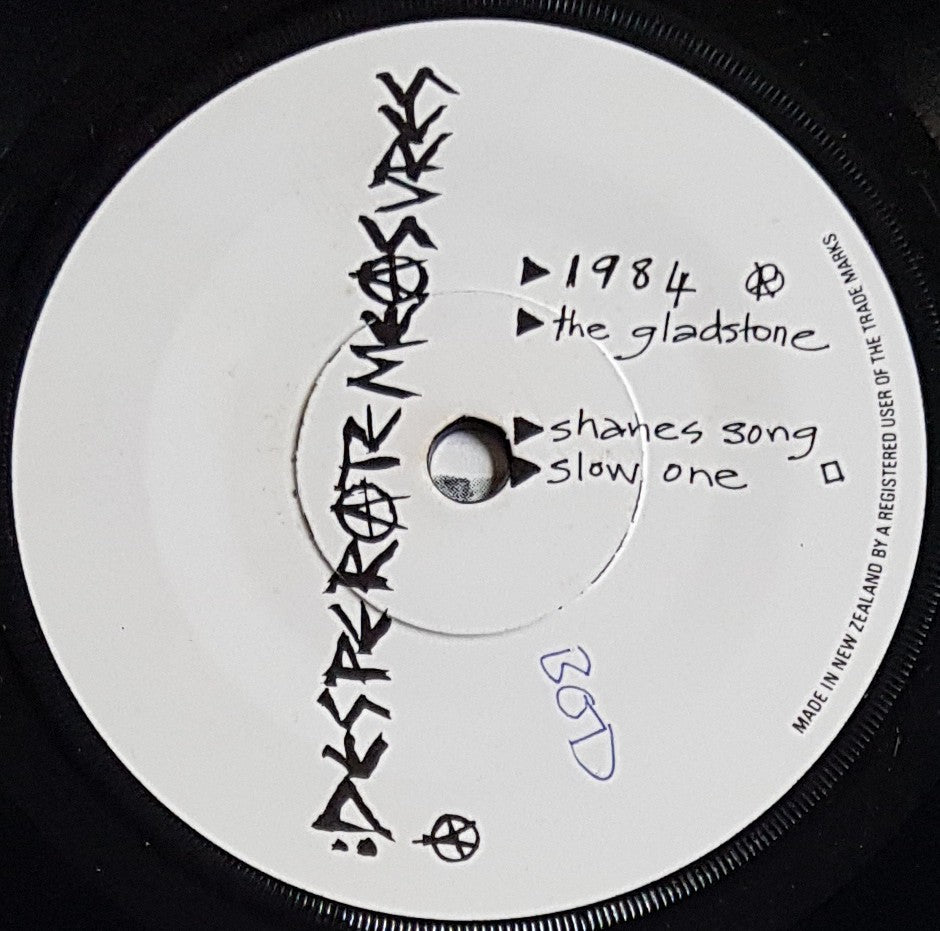 :DESPERATE MEASURES
1984
the gladstone
shanes song
slow one
MADE IN NEW ZEALAND BY A REGISTERED USER OF THE TRADE MARKS